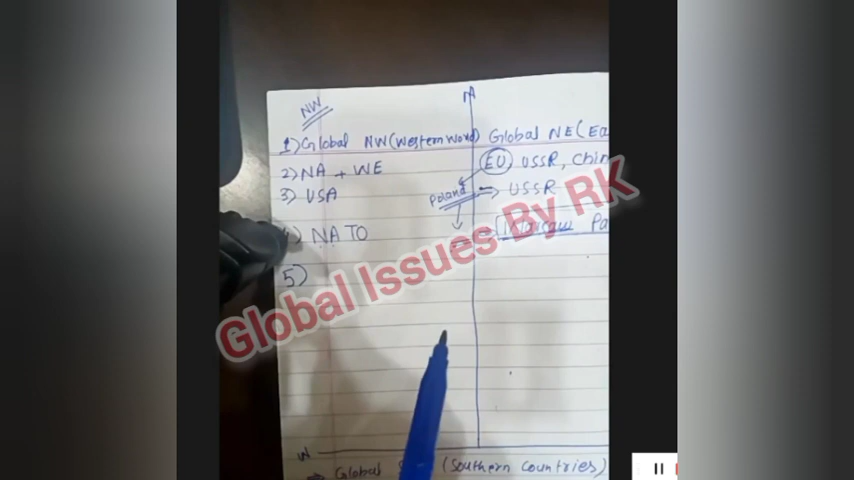 NW
N
1) Global NW (Western Word) Global NE (Ea
2) NA + WE
EU, USSR, Chin
3) USA
Poland → USSR
4) NATO
Warsaw Pa
5)
Global Issues By RK
W
→ Global (Southern Countries)